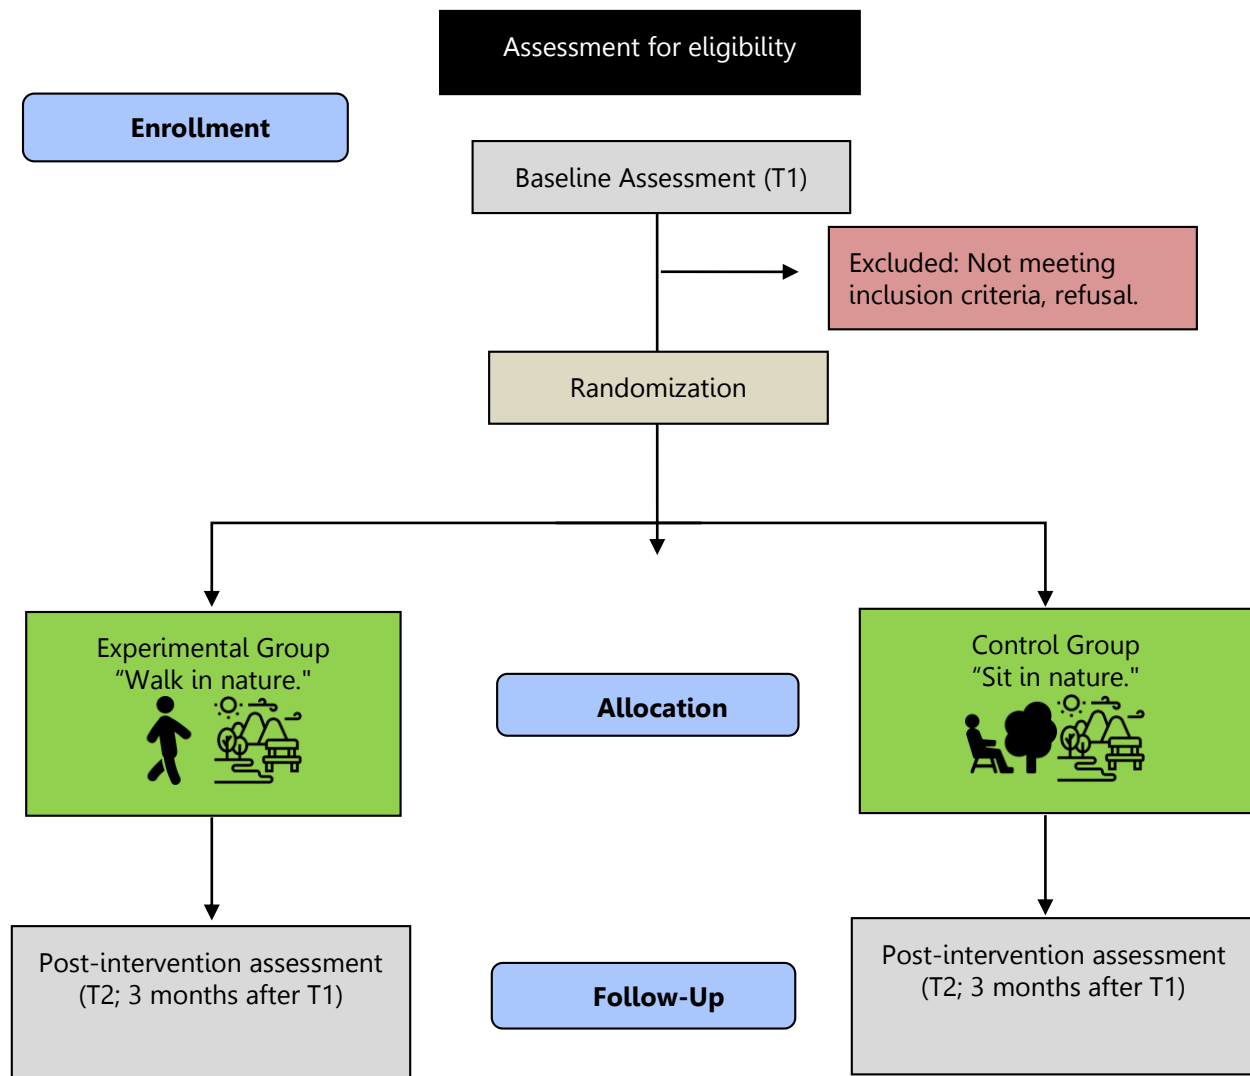 Assessment for eligibility
Enrollment
Baseline Assessment (T1)
Excluded: Not meeting
inclusion criteria, refusal.
Randomization
Experimental Group
“Walk in nature."
Control Group
“Sit in nature."
Allocation
Post-intervention assessment
(T2; 3 months after T1)
Post-intervention assessment
(T2; 3 months after T1)
Follow-Up